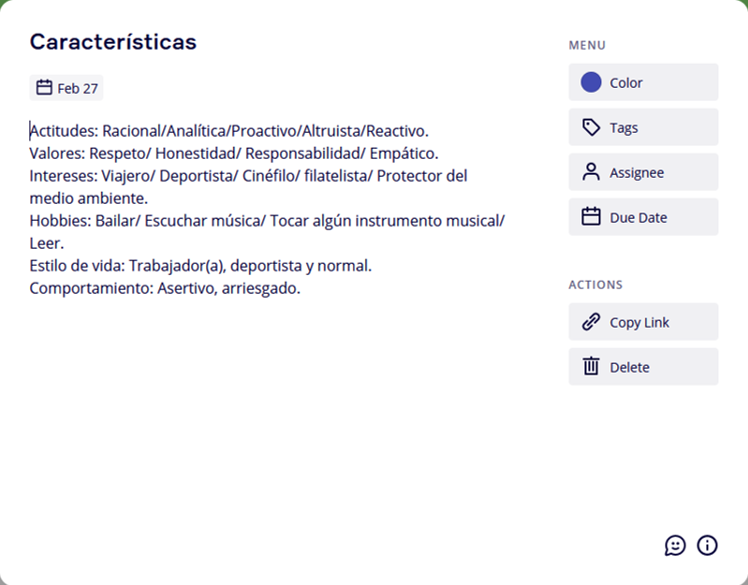 Características
Feb 27
Actitudes: Racional/Analítica/Proactivo/Altruista/Reactivo.
Valores: Respeto/ Honestidad/ Responsabilidad/ Empático.
Intereses: Viajero/ Deportista/ Cinéfilo/ filatelista/ Protector del
medio ambiente.
Hobbies: Bailar/ Escuchar música/ Tocar algún instrumento musical/
Leer.
Estilo de vida: Trabajador(a), deportista y normal.
Comportamiento: Asertivo, arriesgado.
MENU
Color
Tags
Assignee
Due Date
ACTIONS
Copy Link
Delete